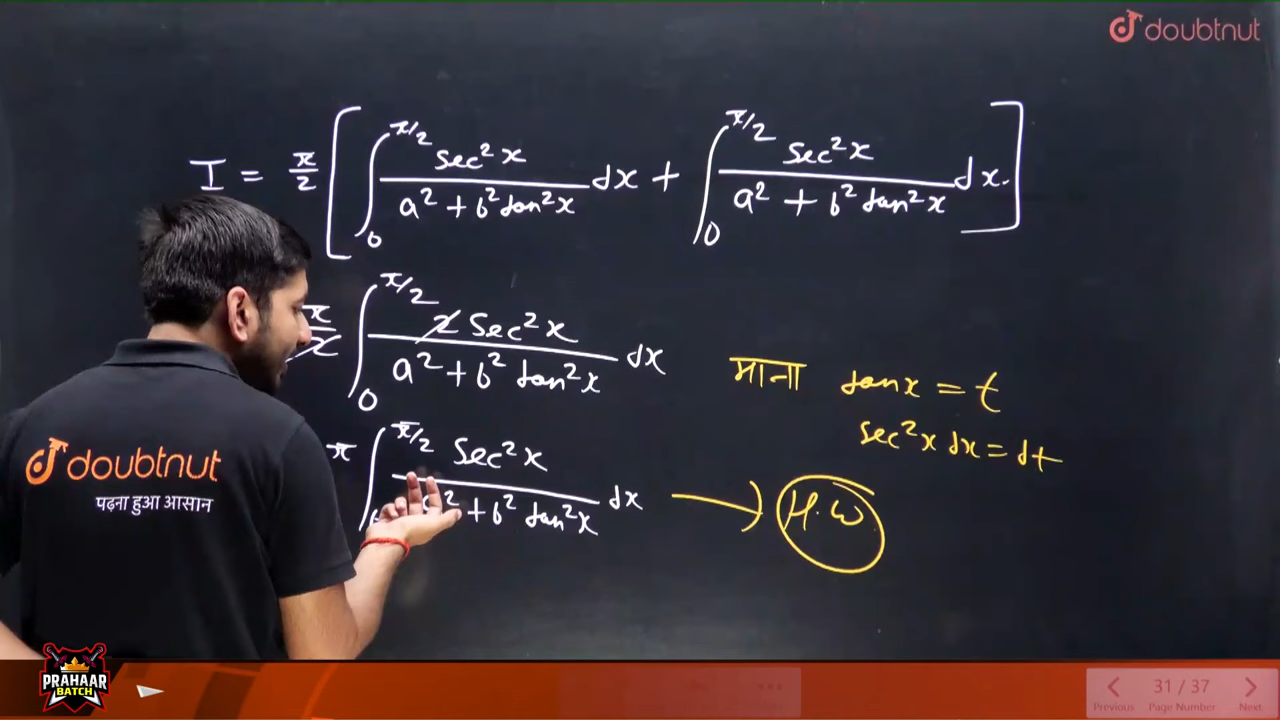 doubtnut
I = π/2 [ ∫₀^π/2 sec²x / a² + b² tan²x dx + ∫₀^π/2 sec²x / a² + b² tan²x dx. ]
π/2 ∫₀^π/2 2 sec²x / a² + b² tan²x dx
माना tan x = t
sec²x dx = dt
π ∫^π/2 sec²x / a² + b² tan²x dx → H.W
doubtnut
पढ़ना हुआ आसान
PRAHAAR
BATCH
31 / 37
Previous Page Number Next